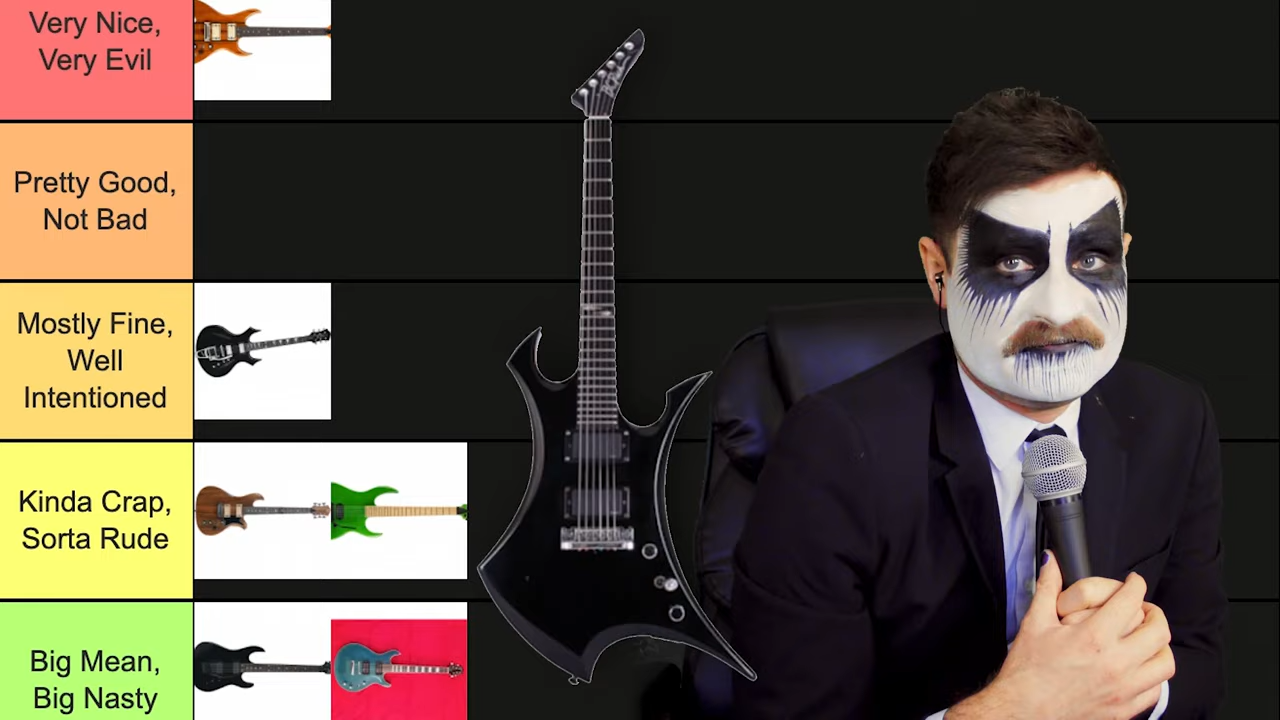 Very Nice,
Very Evil
Pretty Good,
Not Bad
Mostly Fine,
Well
Intentioned
Kinda Crap,
Sorta Rude
Big Mean,
Big Nasty